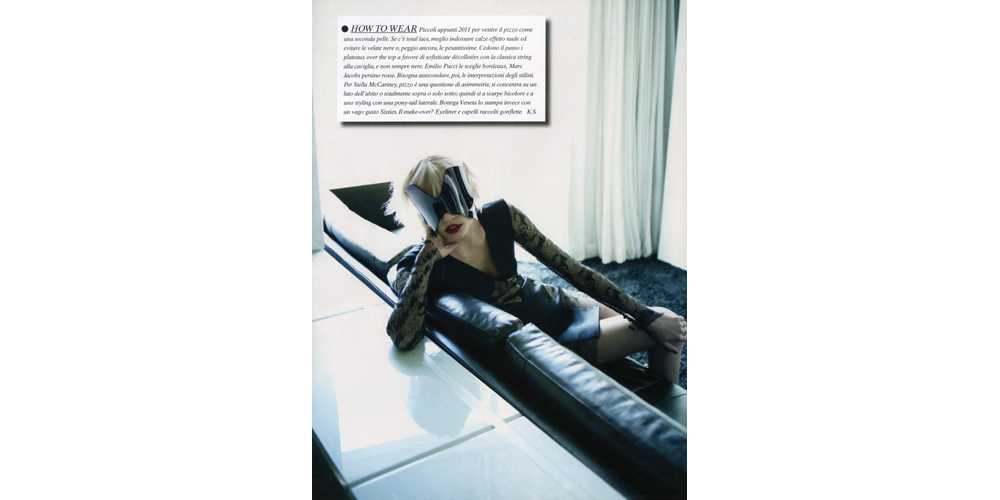 HOW TO WEAR Piccoli appunti 2011 per vestire il pizzo come
una seconda pelle. Se c'è total lace, meglio indossare calze effetto nude ed
evitare le velate nere o, peggio ancora, le pesantissime. Cedono il passo i
plateaux over the top a favore di sofisticate décolletées con la classica string
alla caviglia, e non sempre nere. Emilio Pucci le sceglie bordeaux, Marc
Jacobs persino rosse. Bisogna assecondare, poi, le interpretazioni degli stilisti.
Per Stella McCartney, pizzo è una questione di asimmetrie, si concentra su un
lato dell'abito o totalmente sopra o solo sotto; quindi sì a scarpe bicolore e a
uno styling con una pony-tail laterale. Bottega Veneta lo stampa invece con
un vago gusto Sixties. Il make-over? Eyeliner e capelli raccolti gonflette. K.S.